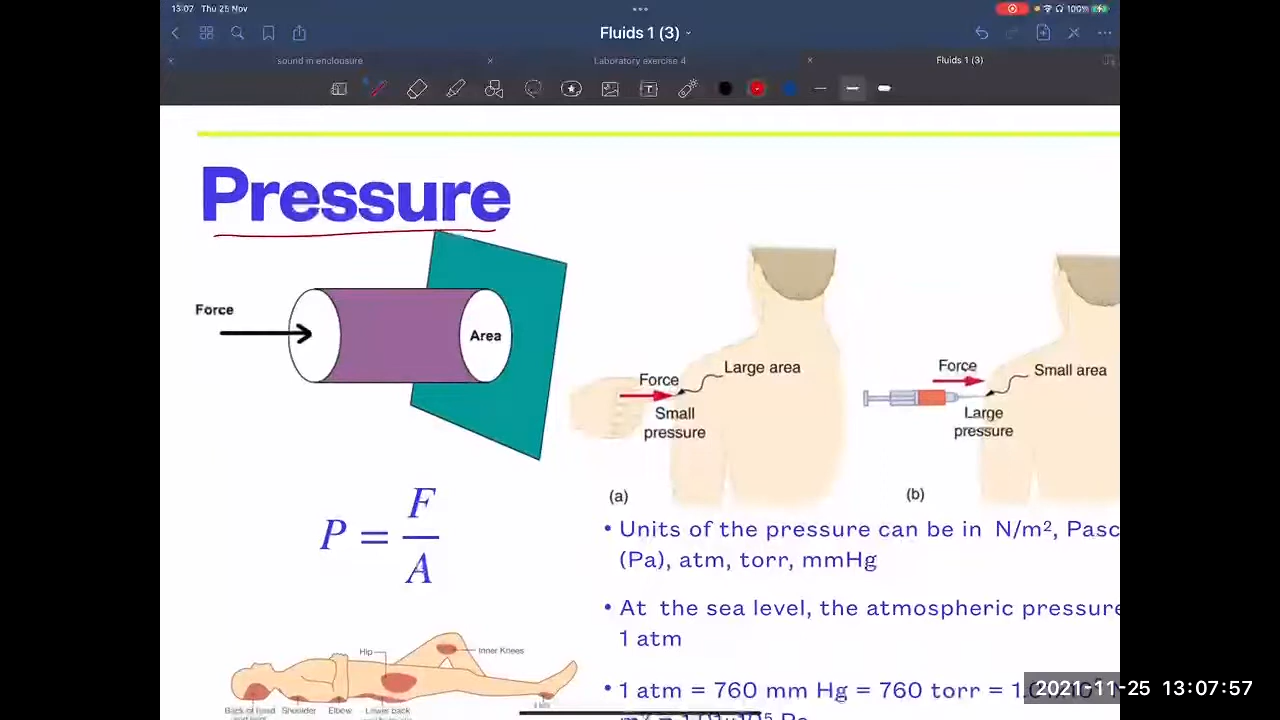 13:07 Thu 25 Nov
100%
Fluids 1 (3)
sound in enclousure
Laboratory exercise 4
Fluids 1 (3)
Pressure
Force
Area
Force
Large area
Small
pressure
(a)
Force
Small area
Large
pressure
(b)
P = F/A
• Units of the pressure can be in N/m², Pasc
(Pa), atm, torr, mmHg
• At the sea level, the atmospheric pressure
1 atm
• 1 atm = 760 mm Hg = 760 torr =
Hip
Inner Knees
Shoulder
Elbow
Lower back
2021-11-25 13:07:57